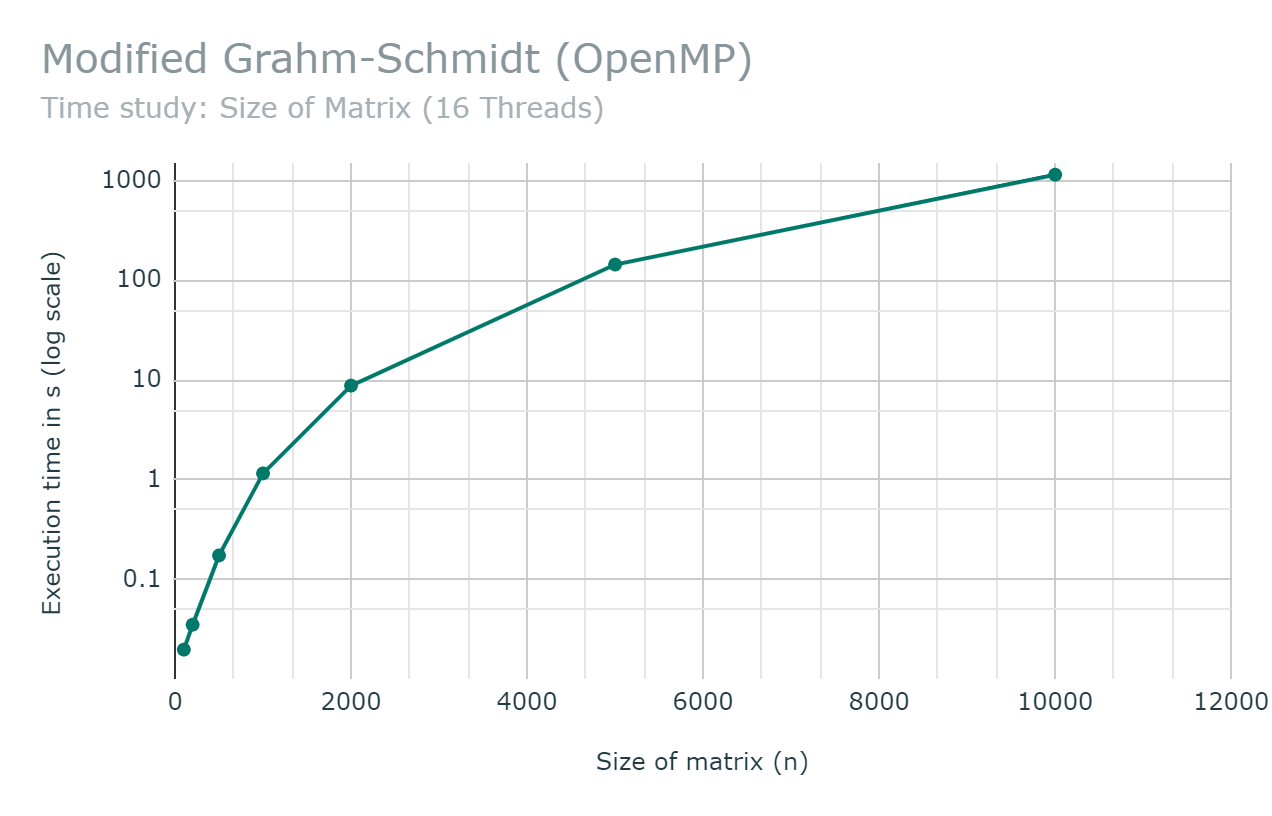 Modified Grahm-Schmidt (OpenMP)
Time study: Size of Matrix (16 Threads)
Execution time in s (log scale)
1000
100
10
1
0.1
0 2000 4000 6000 8000 10000 12000
Size of matrix (n)